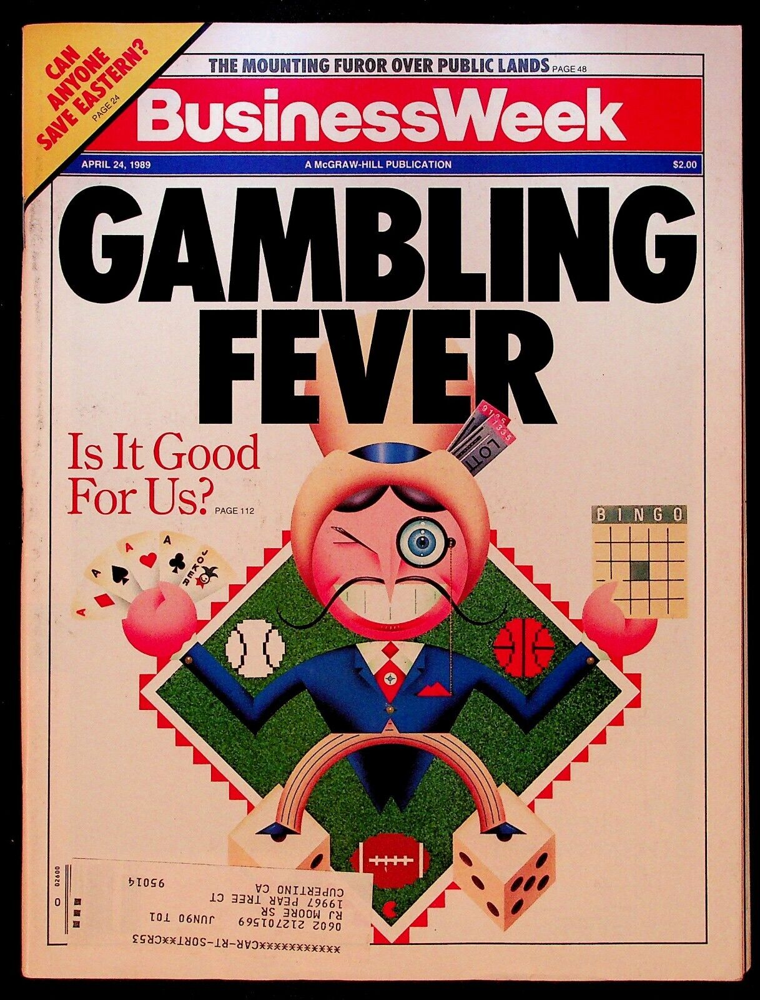 CAN
ANYONE
SAVE EASTERN?
PAGE 24
THE MOUNTING FUROR OVER PUBLIC LANDS PAGE 48
BusinessWeek
APRIL 24, 1989 A McGRAW-HILL PUBLICATION $2.00
GAMBLING
FEVER
Is It Good
For Us? PAGE 112
LOTT
1335
BINGO
A
A
A
A
JOKER
02600
0
************CAR-RT-SORT**CR53
0602 212701569 JUN90 T01
RJ MOORE SR
19967 PEAR TREE CT
CUPERTINO CA 95014